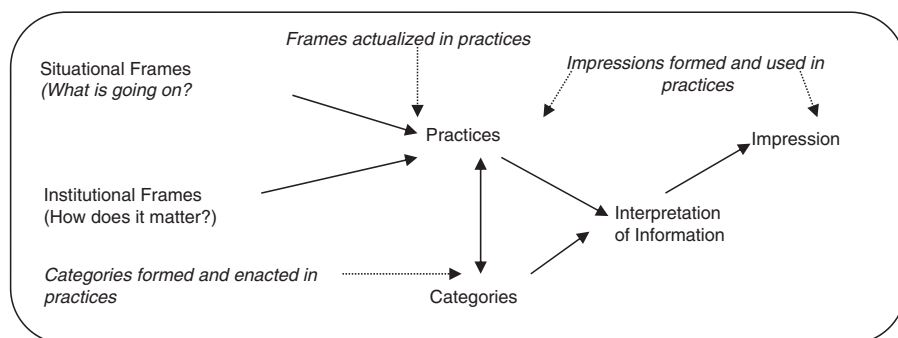 Frames actualized in practices
Situational Frames
(What is going on?
Impressions formed and used in
practices
Practices
Impression
Institutional Frames
(How does it matter?)
Interpretation
of Information
Categories formed and enacted in
practices
Categories